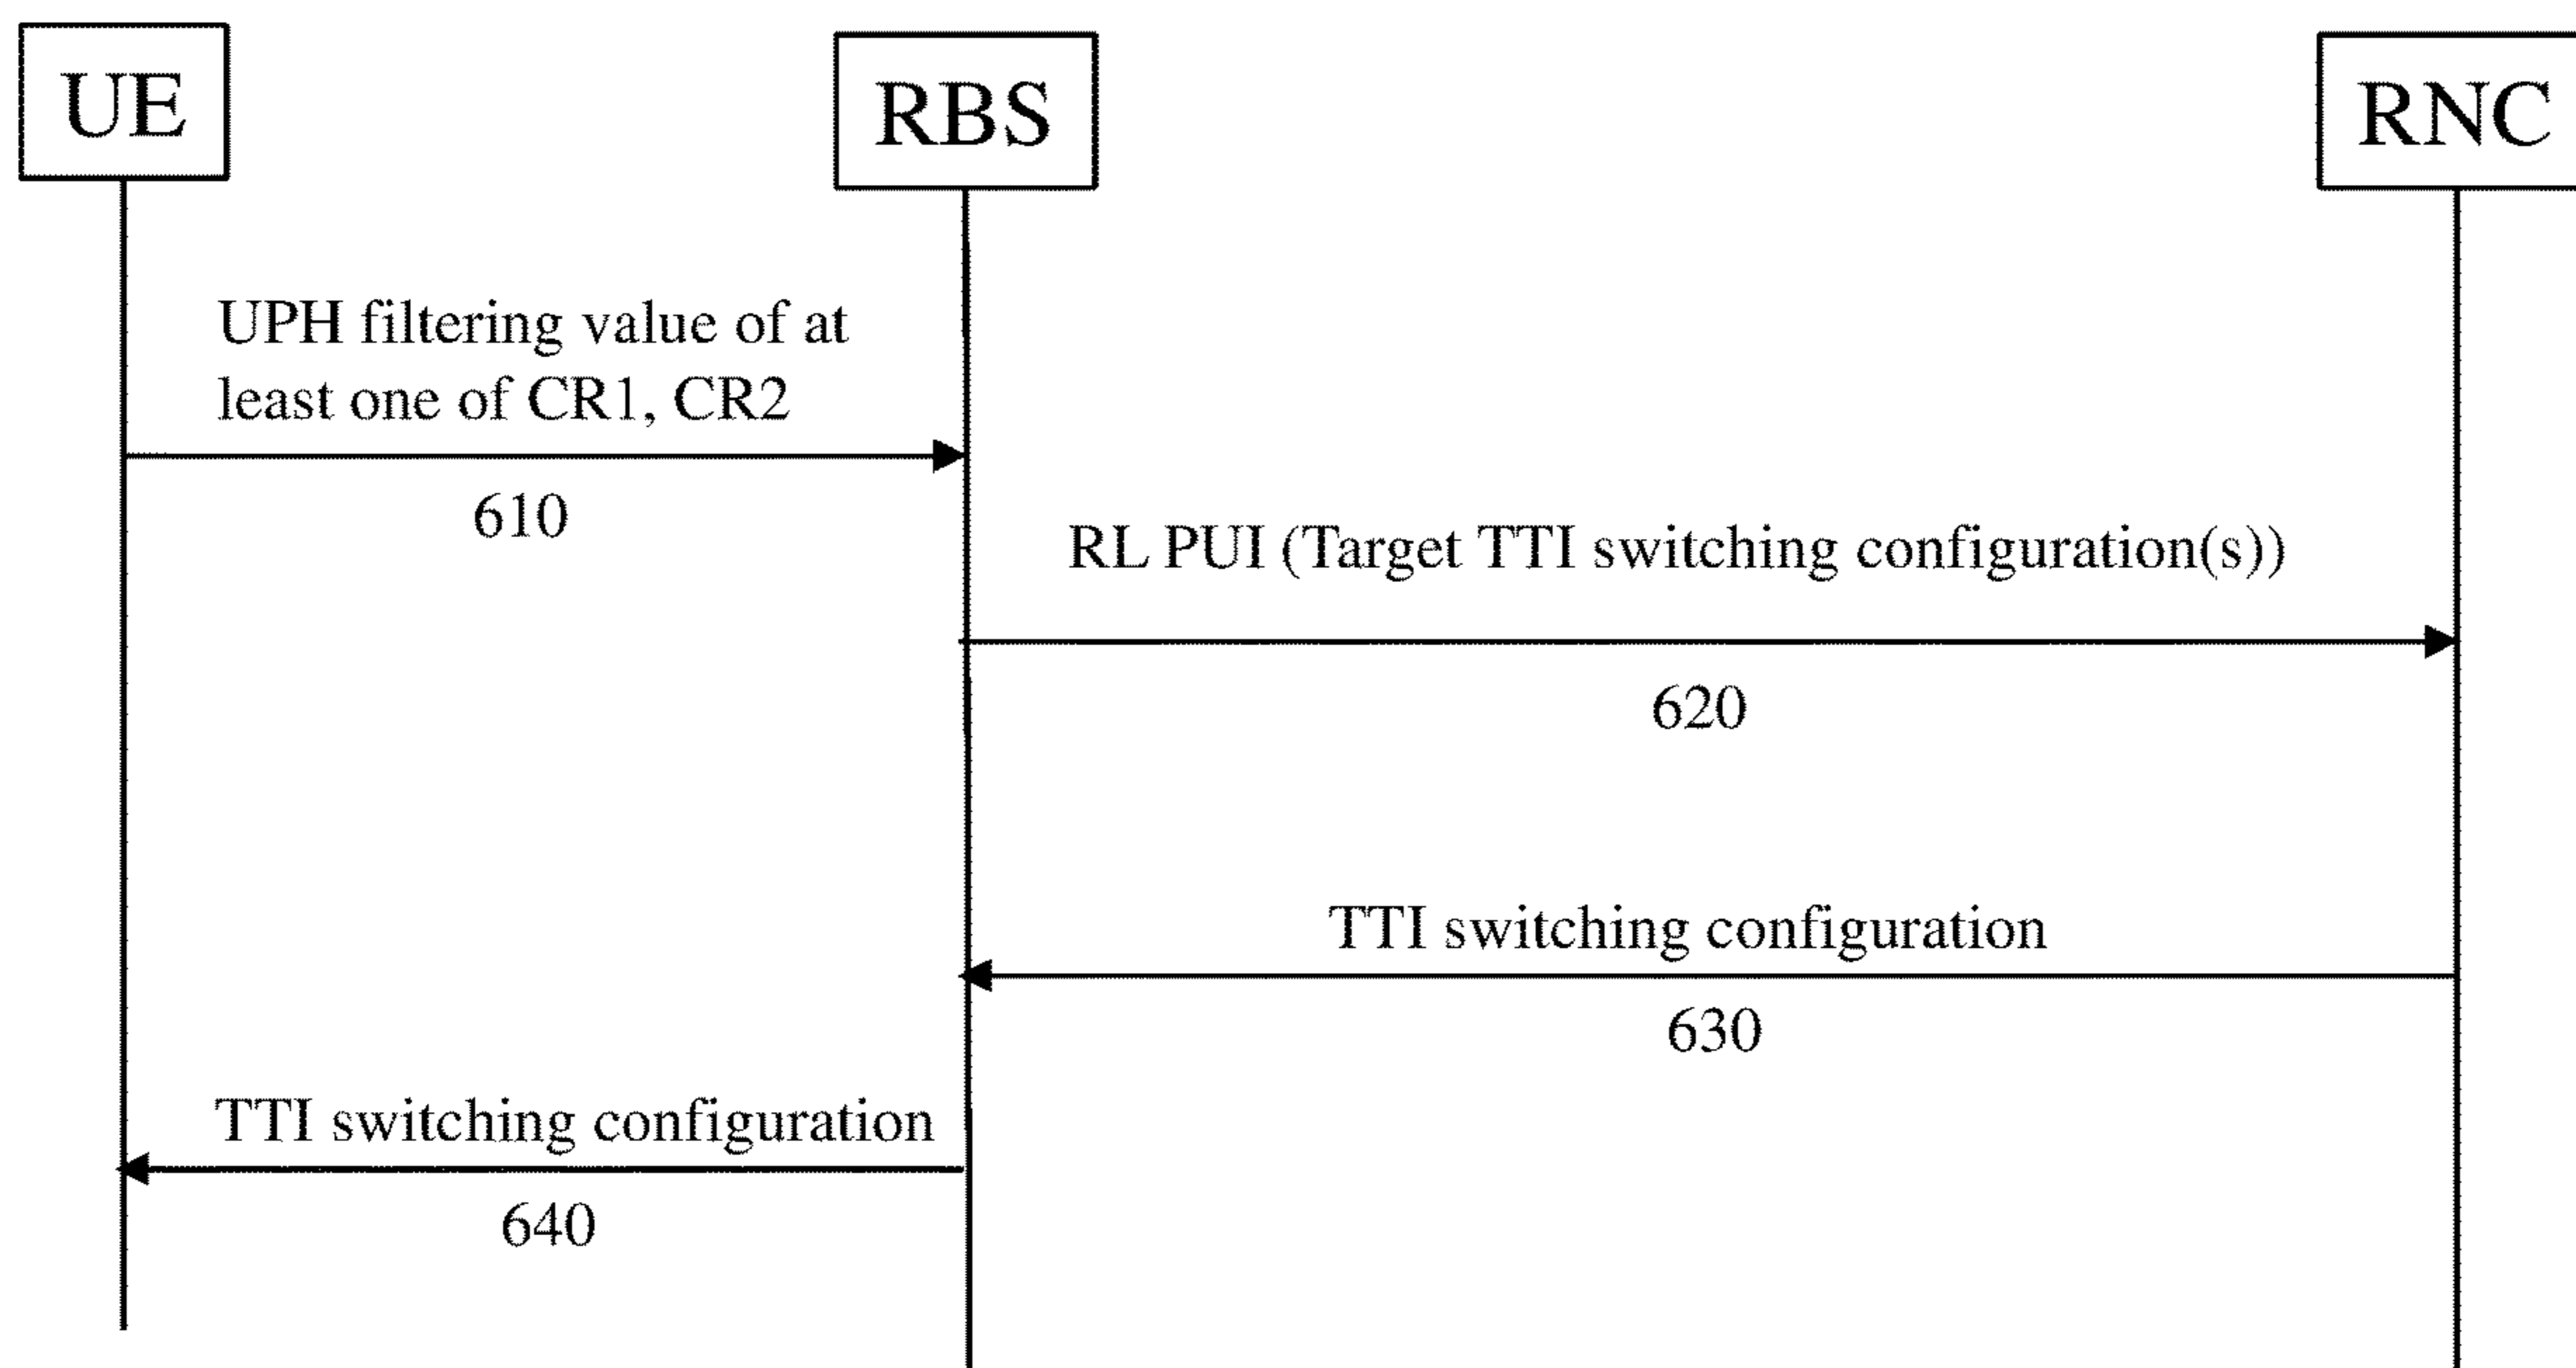 UE
RBS
RNC
UPH filtering value of at
least one of CR1, CR2
610
RL PUI (Target TTI switching configuration(s))
620
TTI switching configuration
630
TTI switching configuration
640